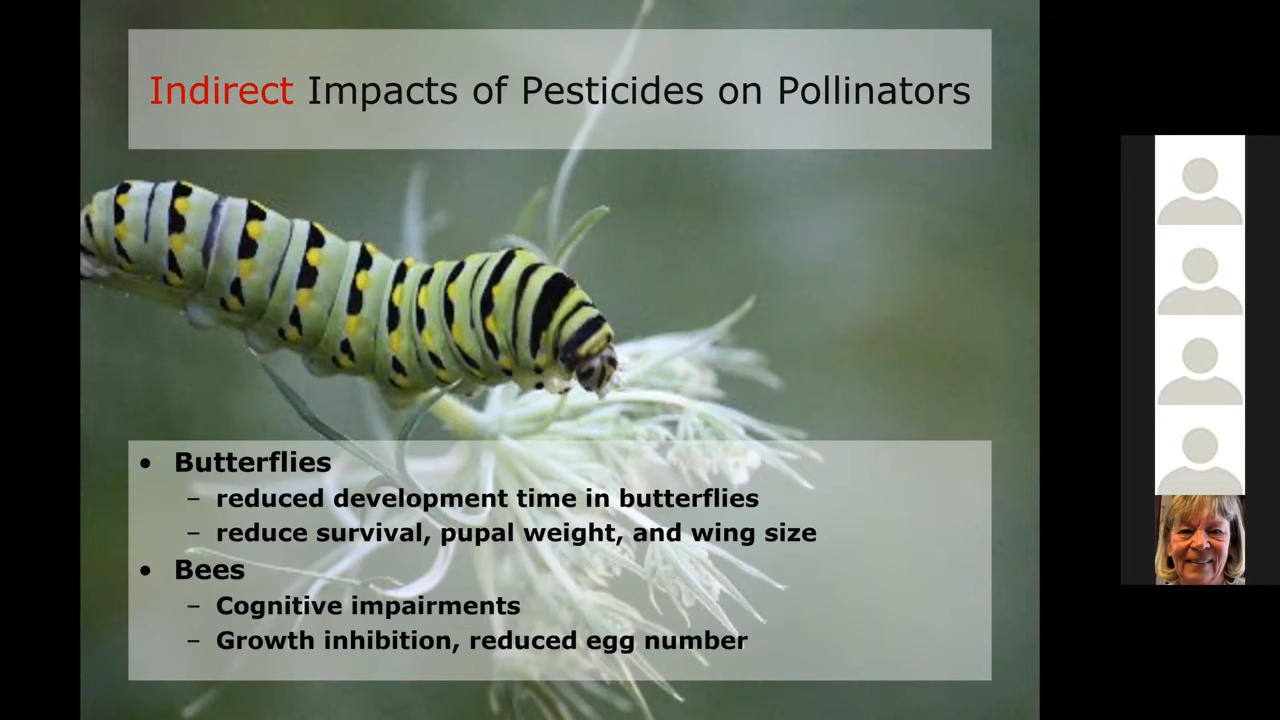 Indirect Impacts of Pesticides on Pollinators
• Butterflies
– reduced development time in butterflies
– reduce survival, pupal weight, and wing size
• Bees
– Cognitive impairments
– Growth inhibition, reduced egg number